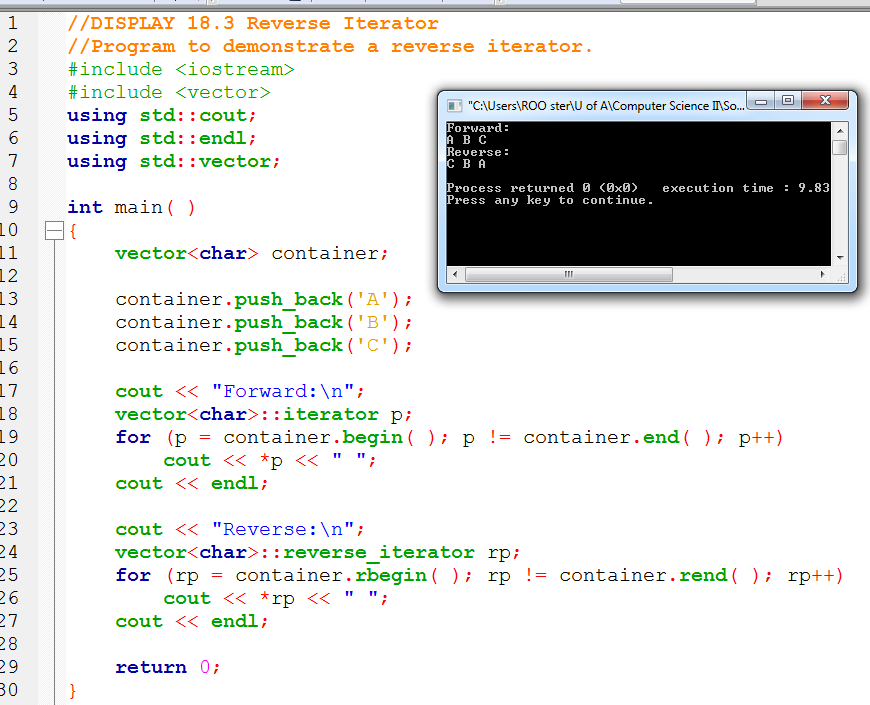 1 //DISPLAY 18.3 Reverse Iterator
2 //Program to demonstrate a reverse iterator.
3 #include <iostream>
4 #include <vector>
5 using std::cout;
6 using std::endl;
7 using std::vector;
8
9 int main( )
10 {
11     vector<char> container;
12
13     container.push_back('A');
14     container.push_back('B');
15     container.push_back('C');
16
17     cout << "Forward:\n";
18     vector<char>::iterator p;
19     for (p = container.begin( ); p != container.end( ); p++)
20         cout << *p << " ";
21     cout << endl;
22
23     cout << "Reverse:\n";
24     vector<char>::reverse_iterator rp;
25     for (rp = container.rbegin( ); rp != container.rend( ); rp++)
26         cout << *rp << " ";
27     cout << endl;
28
29     return 0;
30 }
"C:\Users\ROO ster\U of A\Computer Science II\So...
Forward:
A B C
Reverse:
C B A
Process returned 0 (0x0)   execution time : 9.83
Press any key to continue.